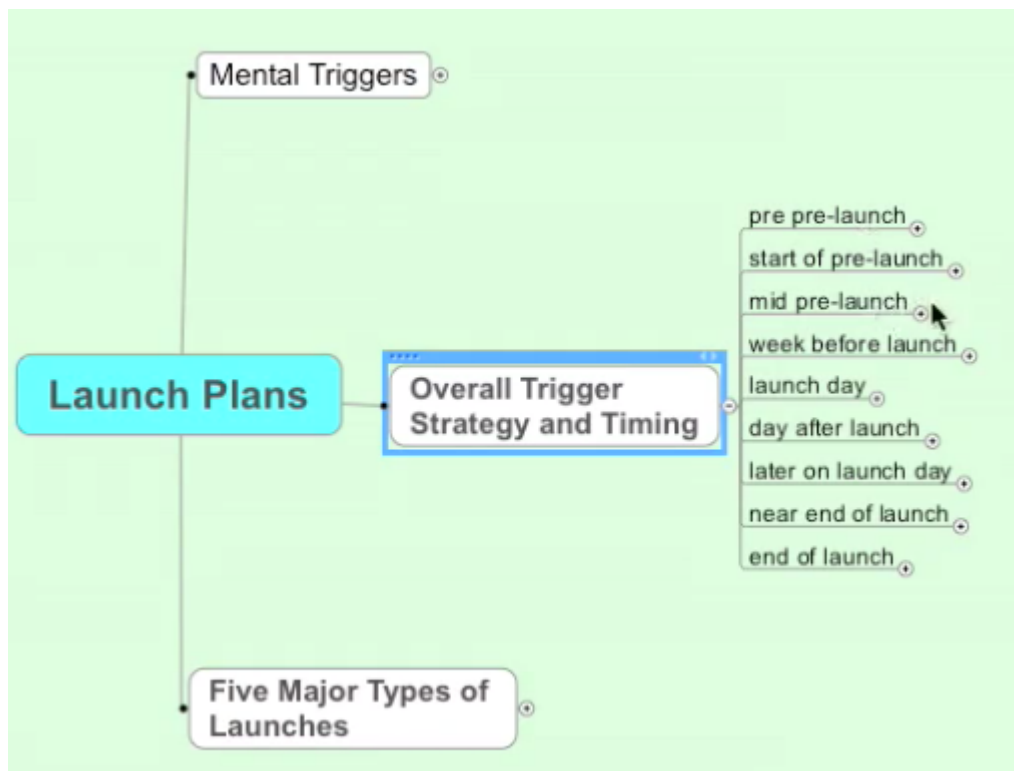 Mental Triggers
Launch Plans
Overall Trigger
Strategy and Timing
pre pre-launch
start of pre-launch
mid pre-launch
week before launch
launch day
day after launch
later on launch day
near end of launch
end of launch
Five Major Types of
Launches